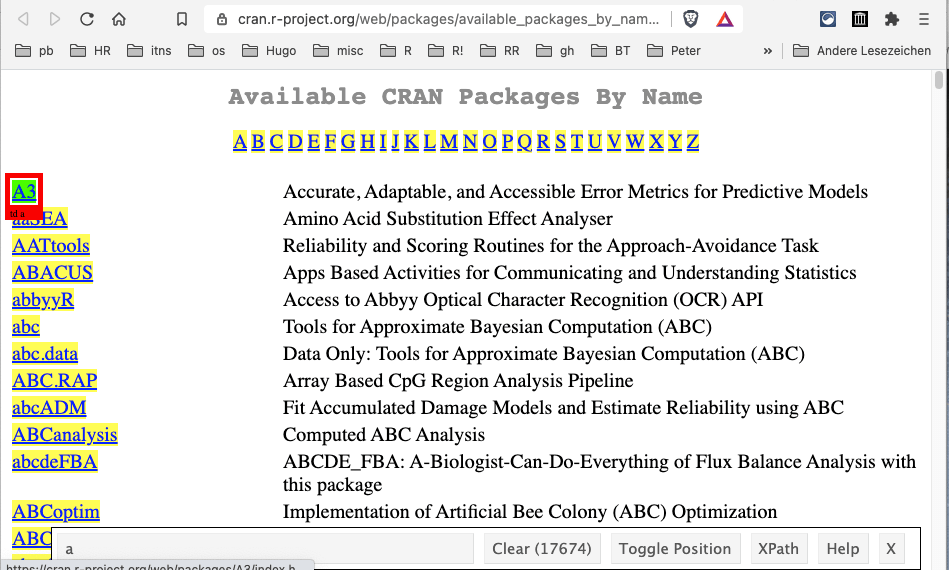 cran.r-project.org/web/packages/available_packages_by_nam...
pb HR itns os Hugo misc R R! RR gh BT Peter » Andere Lesezeichen
Available CRAN Packages By Name
A B C D E F G H I J K L M N O P Q R S T U V W X Y Z
A3 Accurate, Adaptable, and Accessible Error Metrics for Predictive Models
td a
aaSEA Amino Acid Substitution Effect Analyser
AATtools Reliability and Scoring Routines for the Approach-Avoidance Task
ABACUS Apps Based Activities for Communicating and Understanding Statistics
abbyyR Access to Abbyy Optical Character Recognition (OCR) API
abc Tools for Approximate Bayesian Computation (ABC)
abc.data Data Only: Tools for Approximate Bayesian Computation (ABC)
ABC.RAP Array Based CpG Region Analysis Pipeline
abcADM Fit Accumulated Damage Models and Estimate Reliability using ABC
ABCanalysis Computed ABC Analysis
abcdeFBA ABCDE_FBA: A-Biologist-Can-Do-Everything of Flux Balance Analysis with
this package
ABCoptim Implementation of Artificial Bee Colony (ABC) Optimization
ABC
a Clear (17674) Toggle Position XPath Help X
https://cran.r-project.org/web/packages/A3/index.h